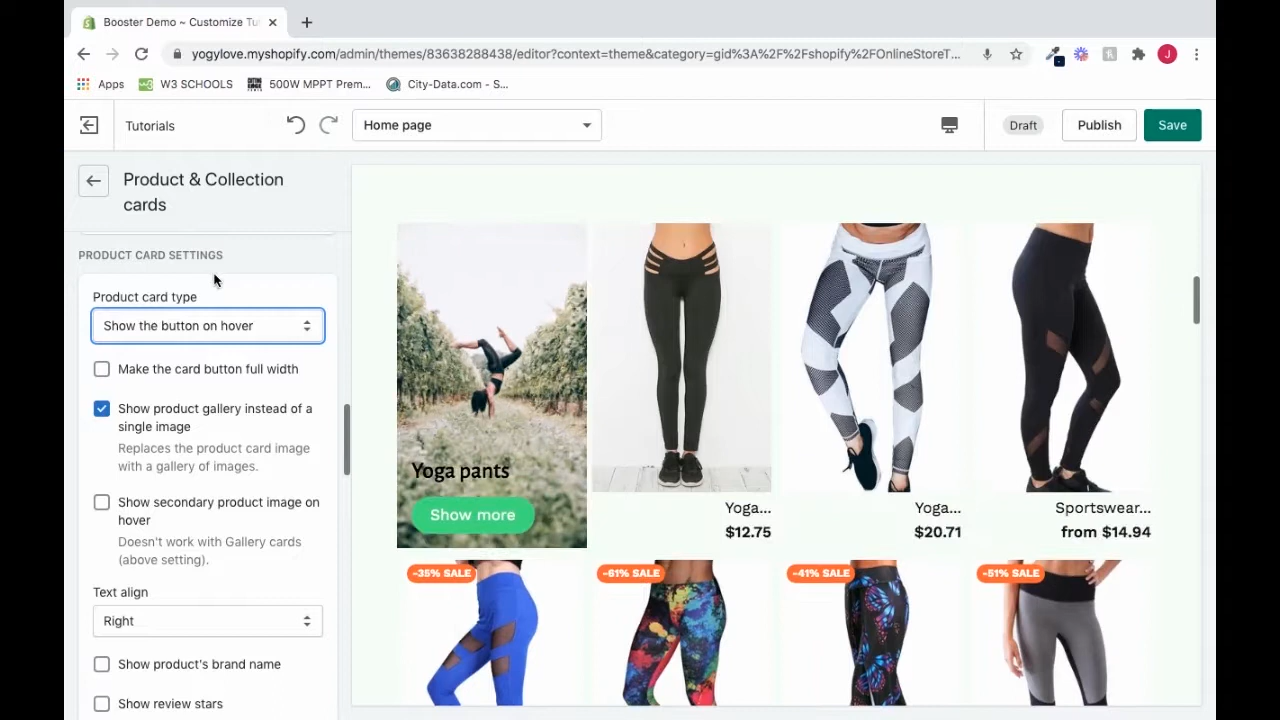 Booster Demo ~ Customize Tu
yogylove.myshopify.com/admin/themes/83638288438/editor?context=theme&category=gid%3A%2F%2Fshopify%2FOnlineStoreT...
Apps W3 SCHOOLS 500W MPPT Prem... City-Data.com - S...
Tutorials Home page Draft Publish Save
Product & Collection
cards
PRODUCT CARD SETTINGS
Product card type
Show the button on hover
Make the card button full width
Show product gallery instead of a
single image
Replaces the product card image
with a gallery of images.
Show secondary product image on
hover
Doesn't work with Gallery cards
(above setting).
Text align
Right
Show product's brand name
Show review stars
Yoga pants
Show more
Yoga...
$12.75
Yoga...
$20.71
Sportswear...
from $14.94
-35% SALE -61% SALE -41% SALE -51% SALE
J